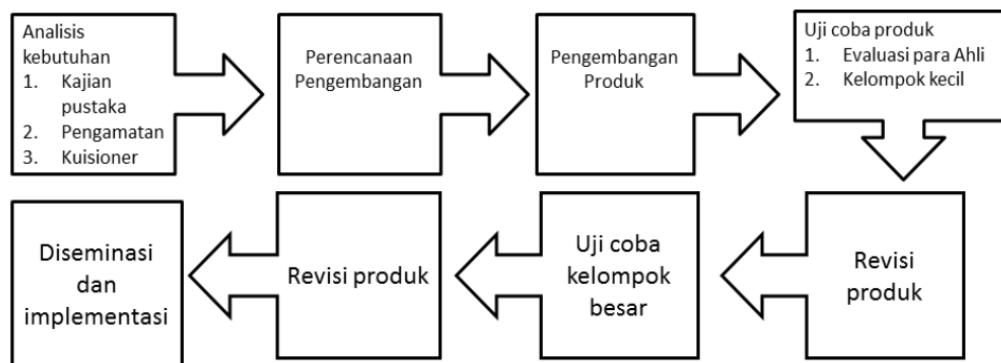 Analisis
kebutuhan
1. Kajian
pustaka
2. Pengamatan
3. Kuisioner
Perencanaan
Pengembangan
Pengembangan
Produk
Uji coba produk
1. Evaluasi para Ahli
2. Kelompok kecil
Revisi
produk
Uji coba
kelompok
besar
Revisi produk
Diseminasi
dan
implementasi